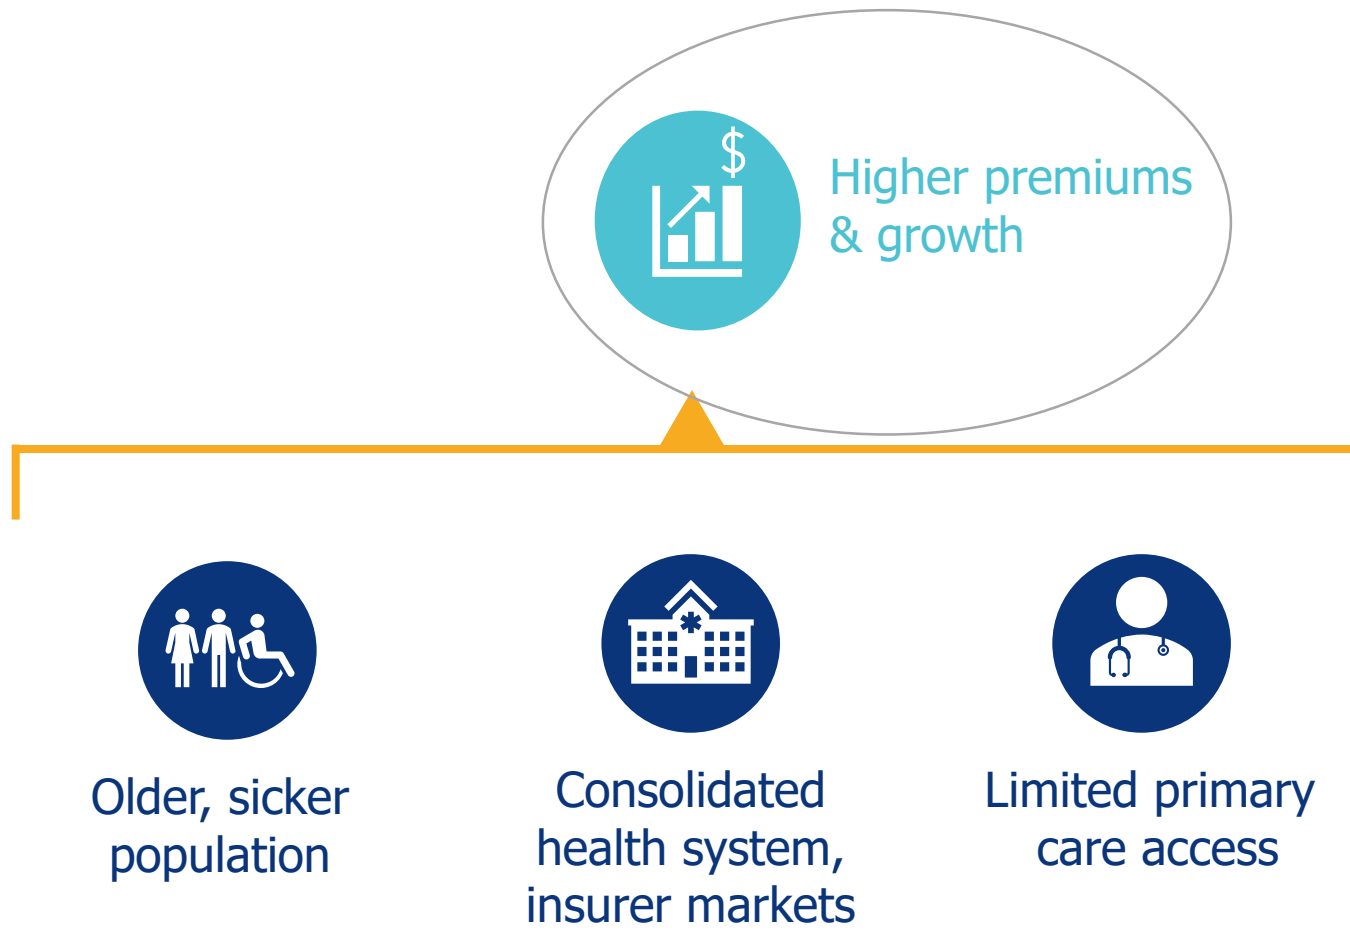 $
Higher premiums
& growth
Older, sicker
population
Consolidated
health system,
insurer markets
Limited primary
care access